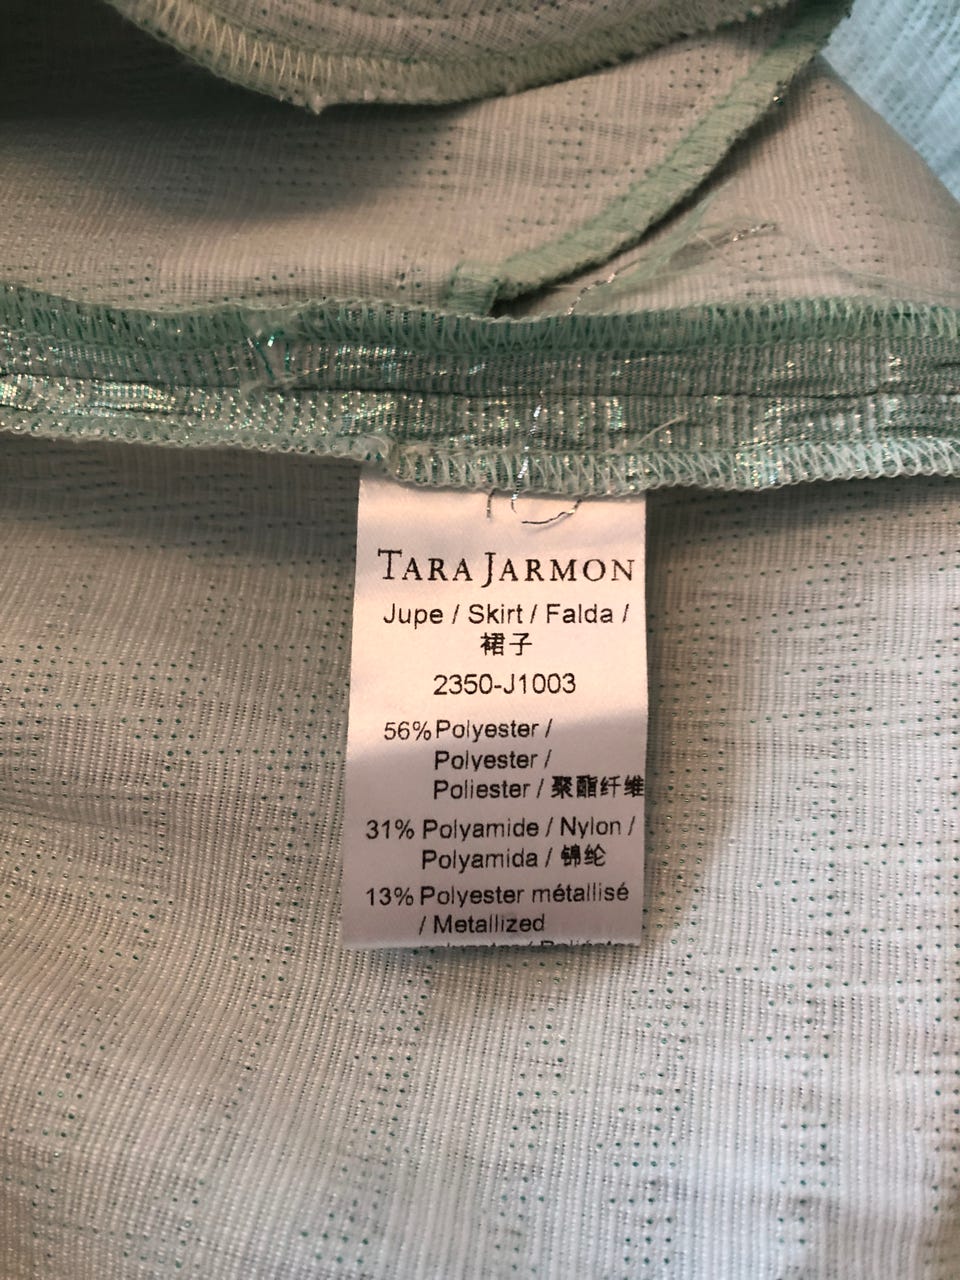 TARA JARMON
Jupe / Skirt / Falda /
裙子
2350-J1003
56% Polyester /
Polyester /
Poliester / 聚酯纤维
31% Polyamide / Nylon /
Polyamida / 锦纶
13% Polyester métallisé
/ Metallized